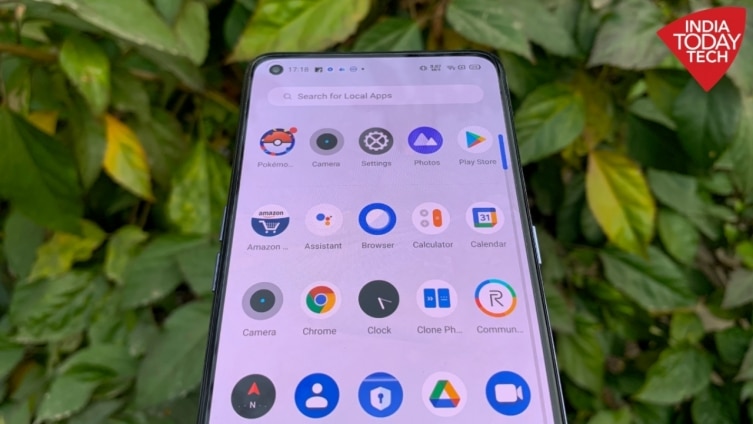 INDIA
TODAY
TECH
17:16
Search for Local Apps
Pokémo...
Camera
Settings
Photos
Play Store
amazon
Amazon ...
Assistant
Browser
Calculator
31
Calendar
Camera
Chrome
Clock
Clone Ph...
R
Commun...
N